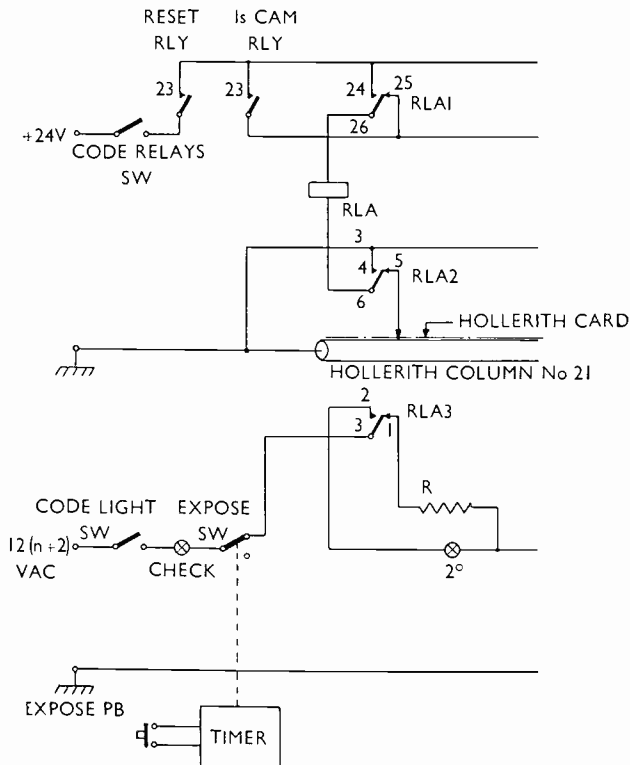 RESET
RLY
Is CAM
RLY
23
23
24
25
RLA1
26
+24V
CODE RELAYS
SW
RLA
3
4
5
RLA2
6
HOLLERITH CARD
HOLLERITH COLUMN No 21
2
RLA3
3
1
R
CODE LIGHT
SW
EXPOSE
SW
12(n+2)
VAC
CHECK
2°
EXPOSE PB
TIMER